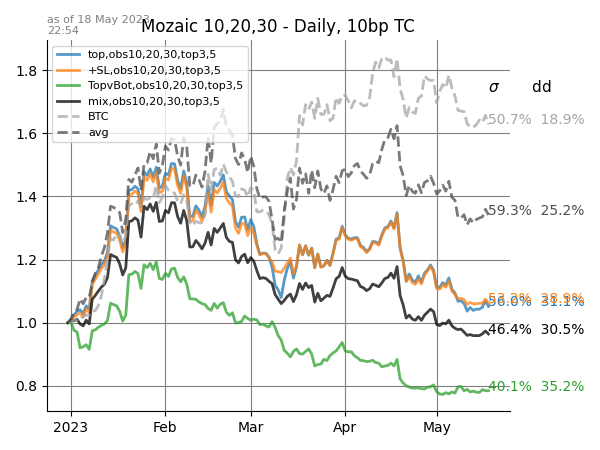 as of 18 May 2023
22:54
Mozaic 10,20,30 - Daily, 10bp TC
top,obs10,20,30,top3,5
+SL,obs10,20,30,top3,5
TopvBot,obs10,20,30,top3,5
mix,obs10,20,30,top3,5
BTC
avg
σ dd
50.7% 18.9%
59.3% 25.2%
46.4% 30.5%
40.1% 35.2%
1.8
1.6
1.4
1.2
1.0
0.8
2023 Feb Mar Apr May